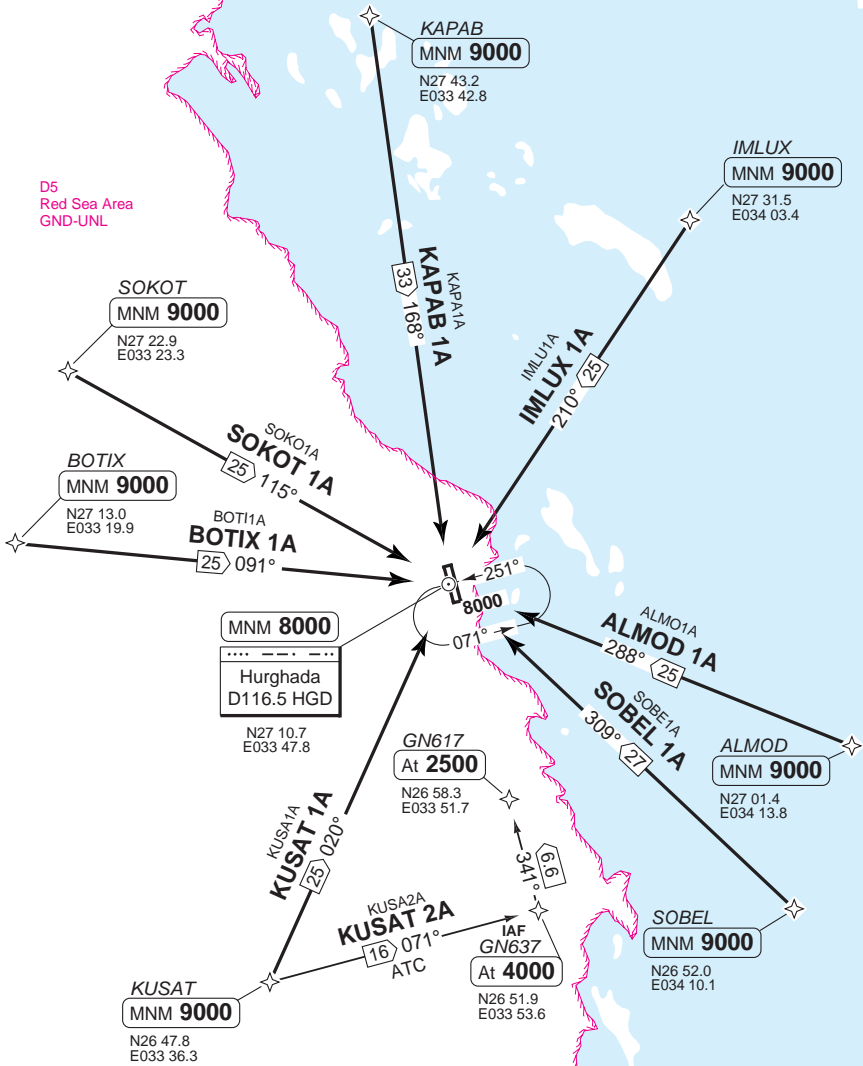 KAPAB
MNM 9000
N27 43.2
E033 42.8
IMLUX
MNM 9000
N27 31.5
E034 03.4
D5
Red Sea Area
GND-UNL
SOKOT
MNM 9000
N27 22.9
E033 23.3
KAPA1A
KAPAB 1A
33 168°
IMLU1A
IMLUX 1A
210° 25
SOKO1A
SOKOT 1A
25 115°
BOTIX
MNM 9000
N27 13.0
E033 19.9
BOTI1A
BOTIX 1A
25 091°
251°
8000
071°
MNM 8000
Hurghada
D116.5 HGD
N27 10.7
E033 47.8
ALMO1A
ALMOD 1A
288° 25
SOBE1A
SOBEL 1A
309° 27
ALMOD
MNM 9000
N27 01.4
E034 13.8
GN617
At 2500
N26 58.3
E033 51.7
KUSA1A
KUSAT 1A
25 020°
341° 6.6
KUSA2A
KUSAT 2A
16 071°
ATC
IAF
GN637
At 4000
N26 51.9
E033 53.6
SOBEL
MNM 9000
N26 52.0
E034 10.1
KUSAT
MNM 9000
N26 47.8
E033 36.3